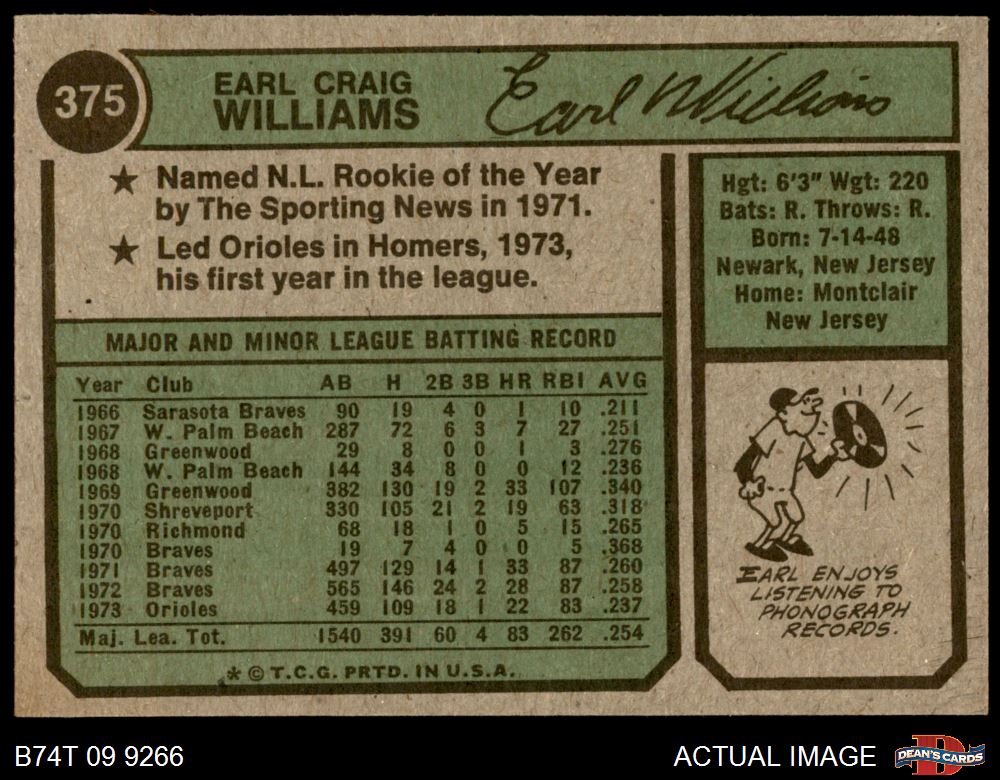 375
EARL CRAIG
WILLIAMS
Earl Williams
★ Named N.L. Rookie of the Year
by The Sporting News in 1971.
★ Led Orioles in Homers, 1973,
his first year in the league.
Hgt: 6'3" Wgt: 220
Bats: R. Throws: R.
Born: 7-14-48
Newark, New Jersey
Home: Montclair
New Jersey
MAJOR AND MINOR LEAGUE BATTING RECORD
Year Club AB H 2B 3B HR RBI AVG
1966 Sarasota Braves 90 19 4 0 1 10 .211
1967 W. Palm Beach 287 72 6 3 7 27 .251
1968 Greenwood 29 8 0 0 1 3 .276
1968 W. Palm Beach 144 34 8 0 0 12 .236
1969 Greenwood 382 130 19 2 33 107 .340
1970 Shreveport 330 105 21 2 19 63 .318
1970 Richmond 68 18 1 0 5 15 .265
1970 Braves 19 7 4 0 0 5 .368
1971 Braves 497 129 14 1 33 87 .260
1972 Braves 565 146 24 2 28 87 .258
1973 Orioles 459 109 18 1 22 83 .237
Maj. Lea. Tot. 1540 391 60 4 83 262 .254
* © T.C.G. PRTD. IN U.S.A.
EARL ENJOYS
LISTENING TO
PHONOGRAPH
RECORDS.
B74T 09 9266
ACTUAL IMAGE
DEAN'S CARDS